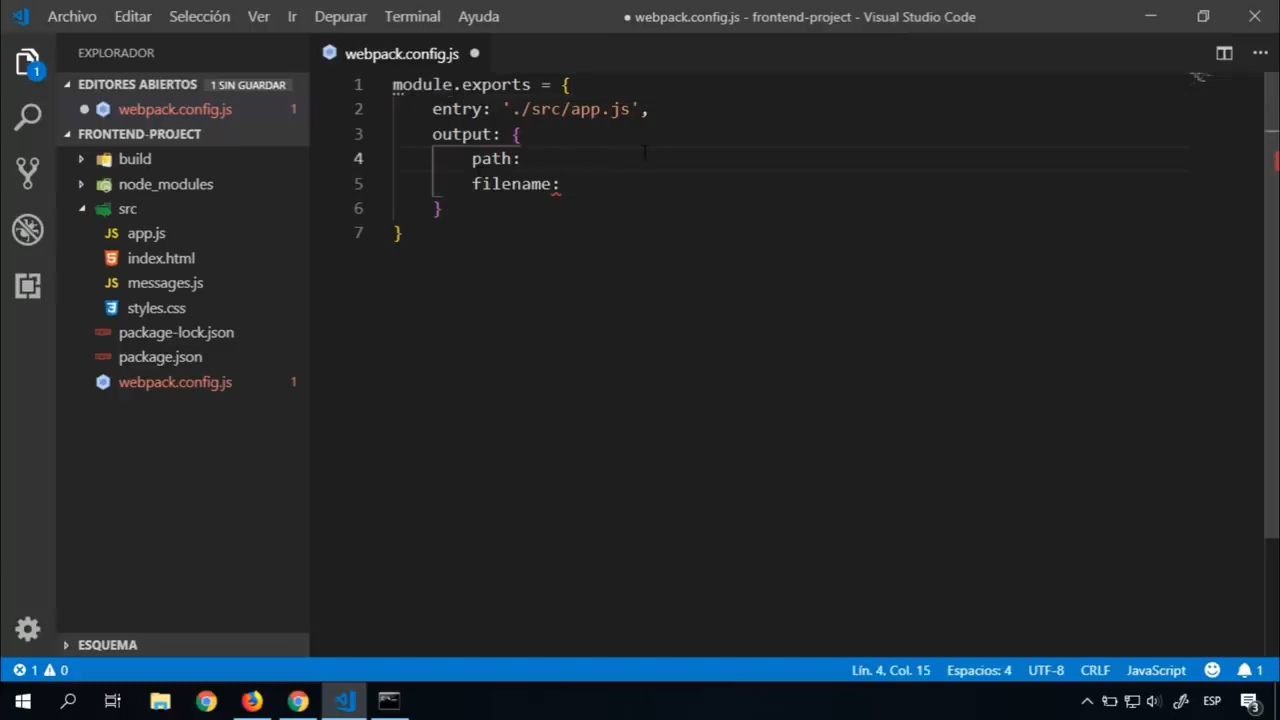 Archivo Editar Selección Ver Ir Depurar Terminal Ayuda
● webpack.config.js - frontend-project - Visual Studio Code
EXPLORADOR
EDITORES ABIERTOS 1 SIN GUARDAR
webpack.config.js 1
FRONTEND-PROJECT
build
node_modules
src
JS app.js
index.html
JS messages.js
styles.css
package-lock.json
package.json
webpack.config.js 1
ESQUEMA
1
webpack.config.js
1 module.exports = {
2 entry: './src/app.js',
3 output: {
4 path:
5 filename:
6 }
7 }
1 0
Lín. 4, Col. 15 Espacios: 4 UTF-8 CRLF JavaScript 1
ESP 3